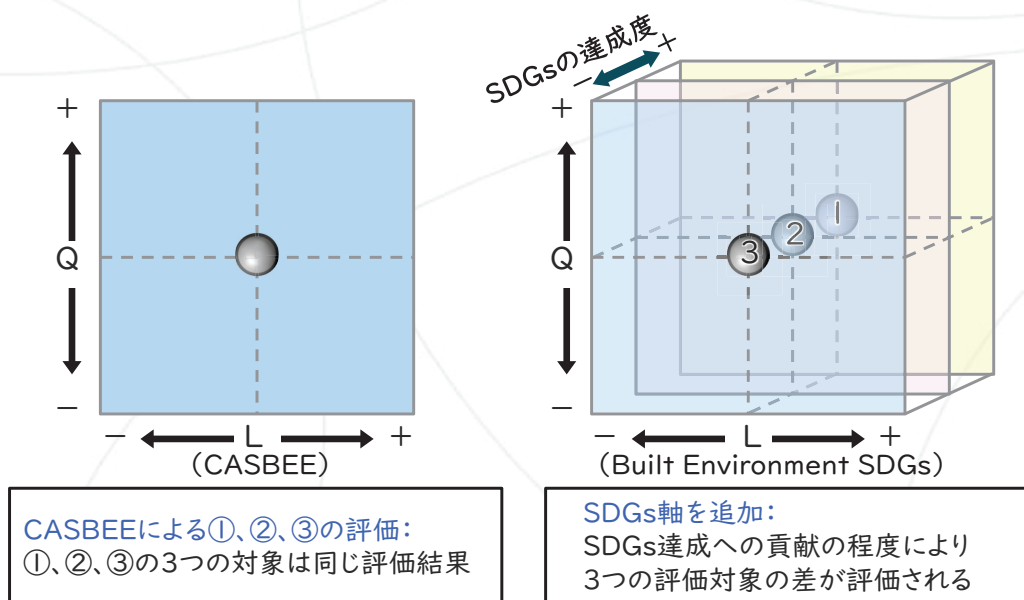 +
Q
−
− L +
(CASBEE)
CASBEEによる①、②、③の評価:
①、②、③の3つの対象は同じ評価結果
SDGsの達成度
− +
+
Q
−
① ② ③
− L +
(Built Environment SDGs)
SDGs軸を追加:
SDGs達成への貢献の程度により
3つの評価対象の差が評価される